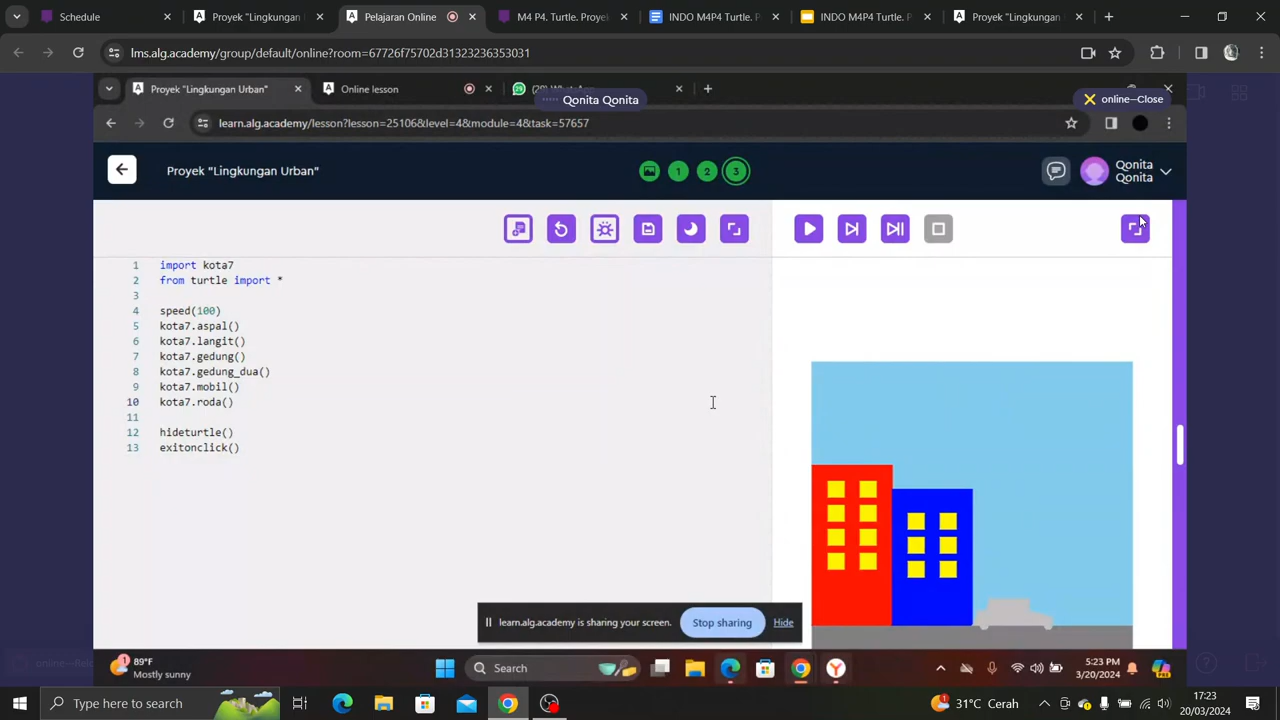 Schedule
Proyek "Lingkungan Ur
Pelajaran Online
M4 P4. Turtle. Proye
INDO M4P4 Turtle. P
INDO M4P4 Turtle. P
Proyek "Lingkungan
lms.alg.academy/group/default/online?room=67726f75702d31323236353031
Proyek "Lingkungan Urban"
Online lesson
Qonita Qonita
online—Close
learn.alg.academy/lesson?lesson=25106&level=4&module=4&task=57657
Proyek "Lingkungan Urban"
1 2 3
Qonita
Qonita
1 import kota7
2 from turtle import *
3
4 speed(100)
5 kota7.aspal()
6 kota7.langit()
7 kota7.gedung()
8 kota7.gedung_dua()
9 kota7.mobil()
10 kota7.roda()
11
12 hideturtle()
13 exitonclick()
learn.alg.academy is sharing your screen.
Stop sharing
Hide
89°F
Mostly sunny
Search
5:23 PM
3/20/2024
Type here to search
31°C Cerah
17:23
20/03/2024